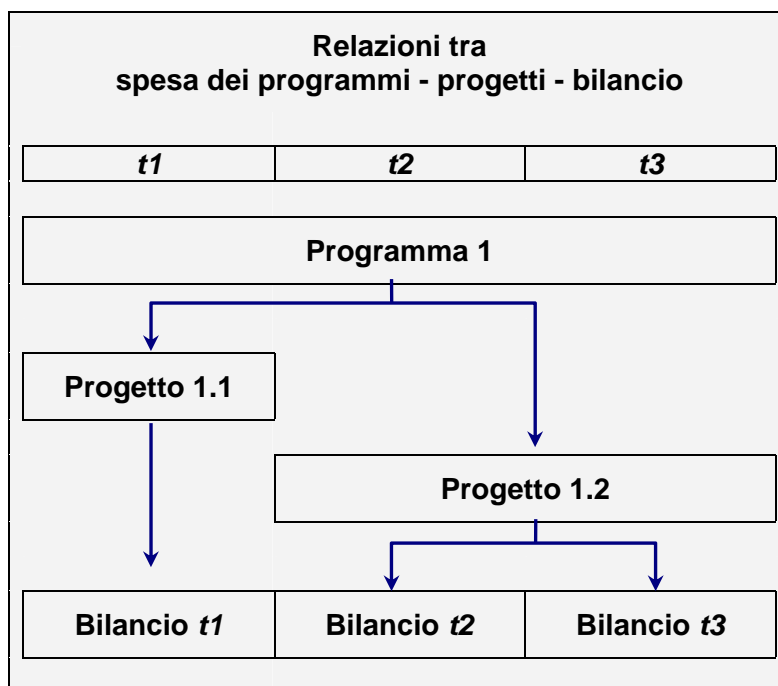 Relazioni tra
spesa dei programmi - progetti - bilancio
t1 t2 t3
Programma 1
Progetto 1.1
Progetto 1.2
Bilancio t1 Bilancio t2 Bilancio t3